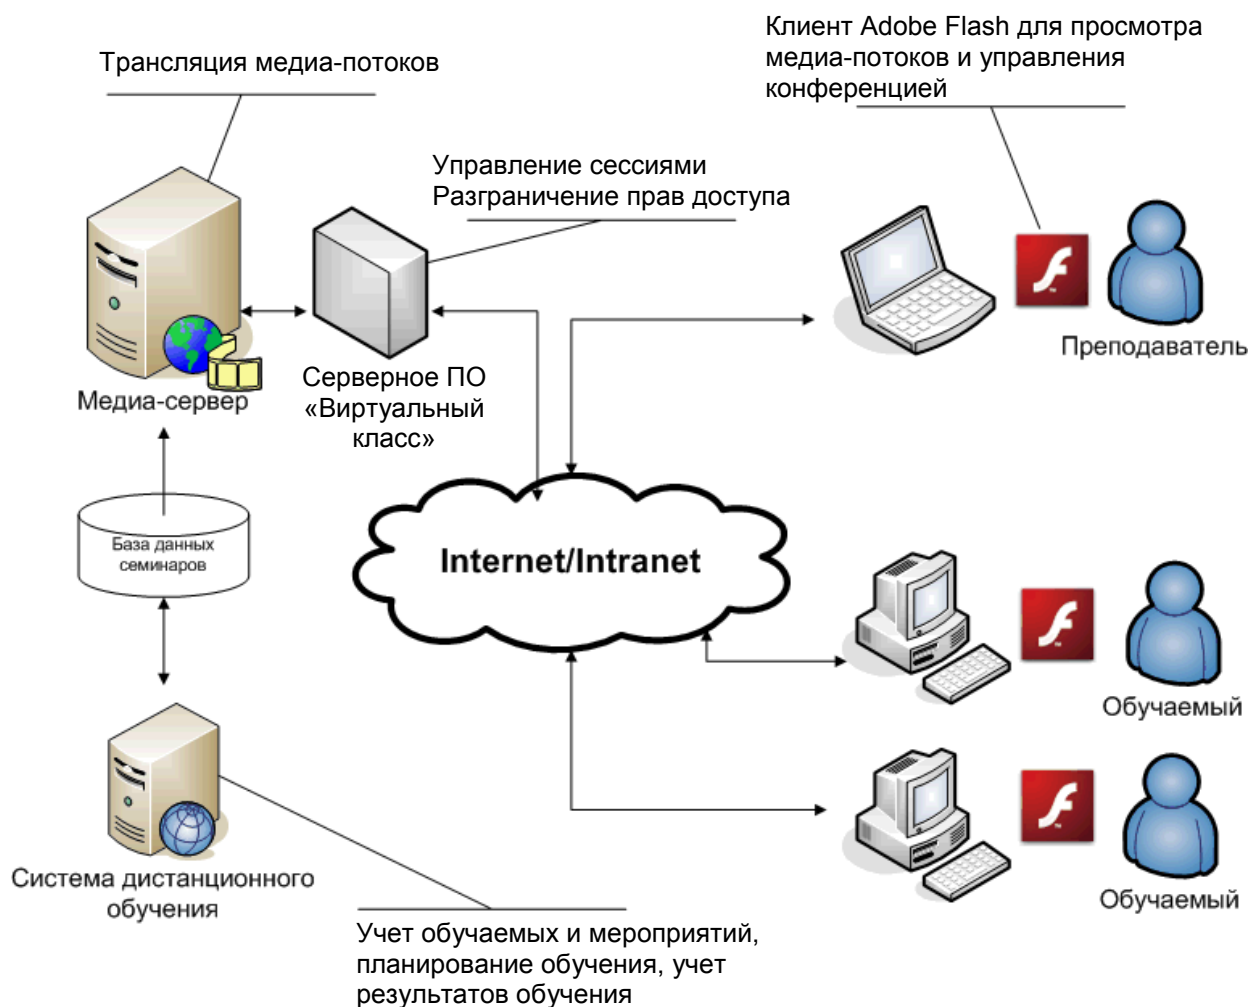 Клиент Adobe Flash для просмотра
медиа-потоков и управления
конференцией
Трансляция медиа-потоков
Управление сессиями
Разграничение прав доступа
Преподаватель
Медиа-сервер
Серверное ПО
«Виртуальный
класс»
База данных
семинаров
Internet/Intranet
Обучаемый
Обучаемый
Система дистанционного
обучения
Учет обучаемых и мероприятий,
планирование обучения, учет
результатов обучения